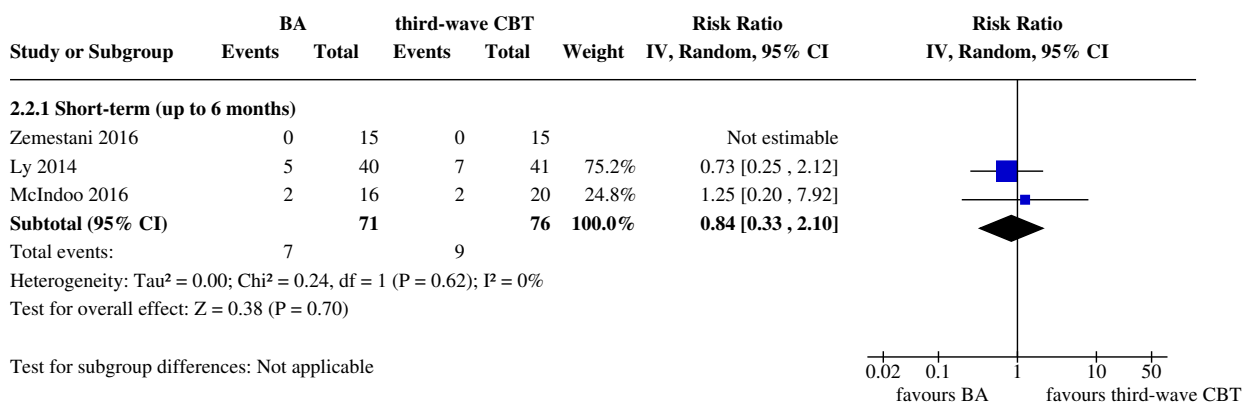 BA third-wave CBT Risk Ratio Risk Ratio
Study or Subgroup Events Total Events Total Weight IV, Random, 95% CI IV, Random, 95% CI
2.2.1 Short-term (up to 6 months)
Zemestani 2016 0 15 0 15 Not estimable
Ly 2014 5 40 7 41 75.2% 0.73 [0.25 , 2.12]
McIndoo 2016 2 16 2 20 24.8% 1.25 [0.20 , 7.92]
Subtotal (95% CI) 71 76 100.0% 0.84 [0.33 , 2.10]
Total events: 7 9
Heterogeneity: Tau² = 0.00; Chi² = 0.24, df = 1 (P = 0.62); I² = 0%
Test for overall effect: Z = 0.38 (P = 0.70)
Test for subgroup differences: Not applicable
0.02 0.1 1 10 50
favours BA favours third-wave CBT